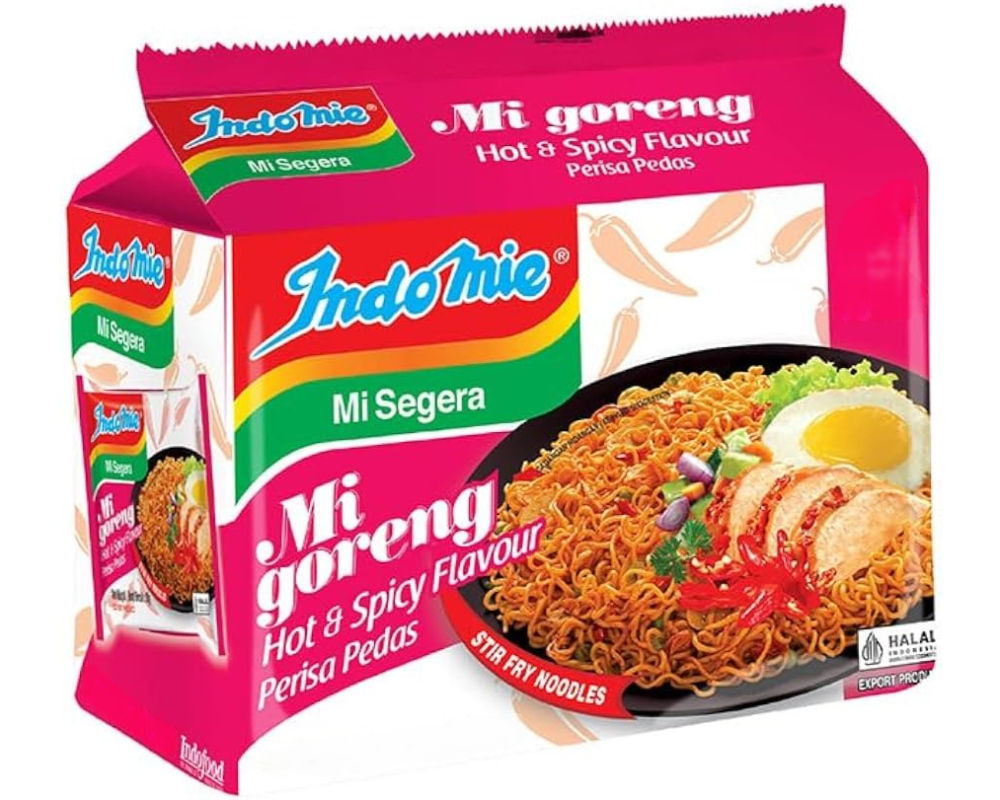 Indomie®
Mi Segera
Mi goreng
Hot & Spicy Flavour
Perisa Pedas
Indomie
Mi Segera
Indomie®
Mi Segera
Mi
goreng
Hot & Spicy Flavour
Perisa Pedas
STIR FRY NOODLES
HALAL
INDONESIA
EXPORT PRODU
Indomie
Mi Segera
Mi
goreng
Hot & Spicy Flavour
Perisa Pedas
Indofood